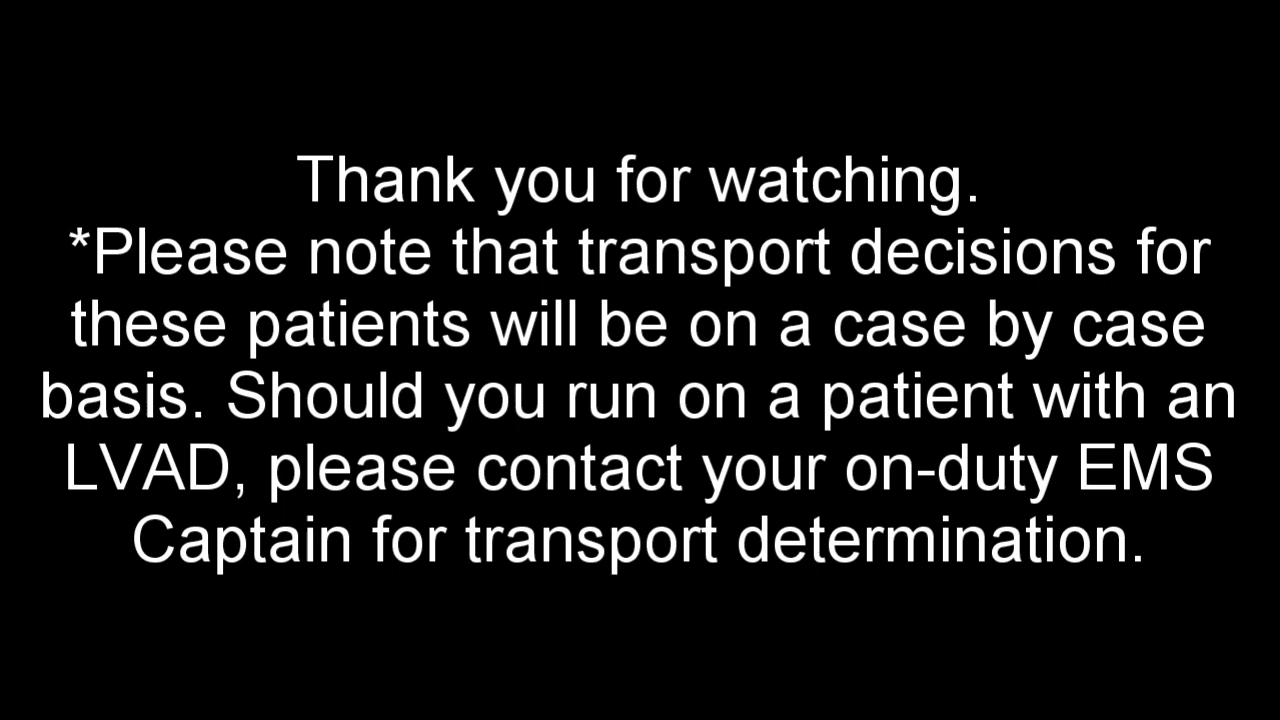 Thank you for watching.
*Please note that transport decisions for
these patients will be on a case by case
basis. Should you run on a patient with an
LVAD, please contact your on-duty EMS
Captain for transport determination.